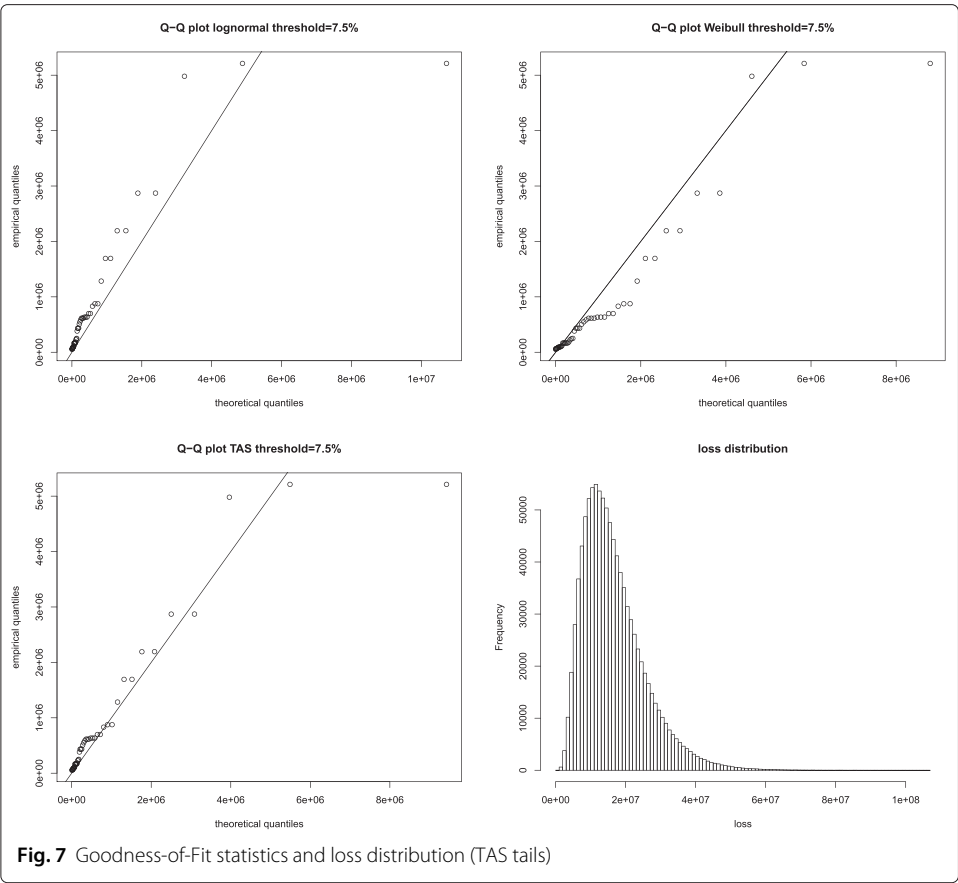 Q−Q plot lognormal threshold=7.5%
empirical quantiles
0e+00 1e+06 2e+06 3e+06 4e+06 5e+06
0e+00 2e+06 4e+06 6e+06 8e+06 1e+07
theoretical quantiles
Q−Q plot Weibull threshold=7.5%
empirical quantiles
0e+00 1e+06 2e+06 3e+06 4e+06 5e+06
0e+00 2e+06 4e+06 6e+06 8e+06
theoretical quantiles
Q−Q plot TAS threshold=7.5%
empirical quantiles
0e+00 1e+06 2e+06 3e+06 4e+06 5e+06
0e+00 2e+06 4e+06 6e+06 8e+06
theoretical quantiles
loss distribution
Frequency
0 10000 20000 30000 40000 50000
0e+00 2e+07 4e+07 6e+07 8e+07 1e+08
loss
Fig. 7 Goodness-of-Fit statistics and loss distribution (TAS tails)